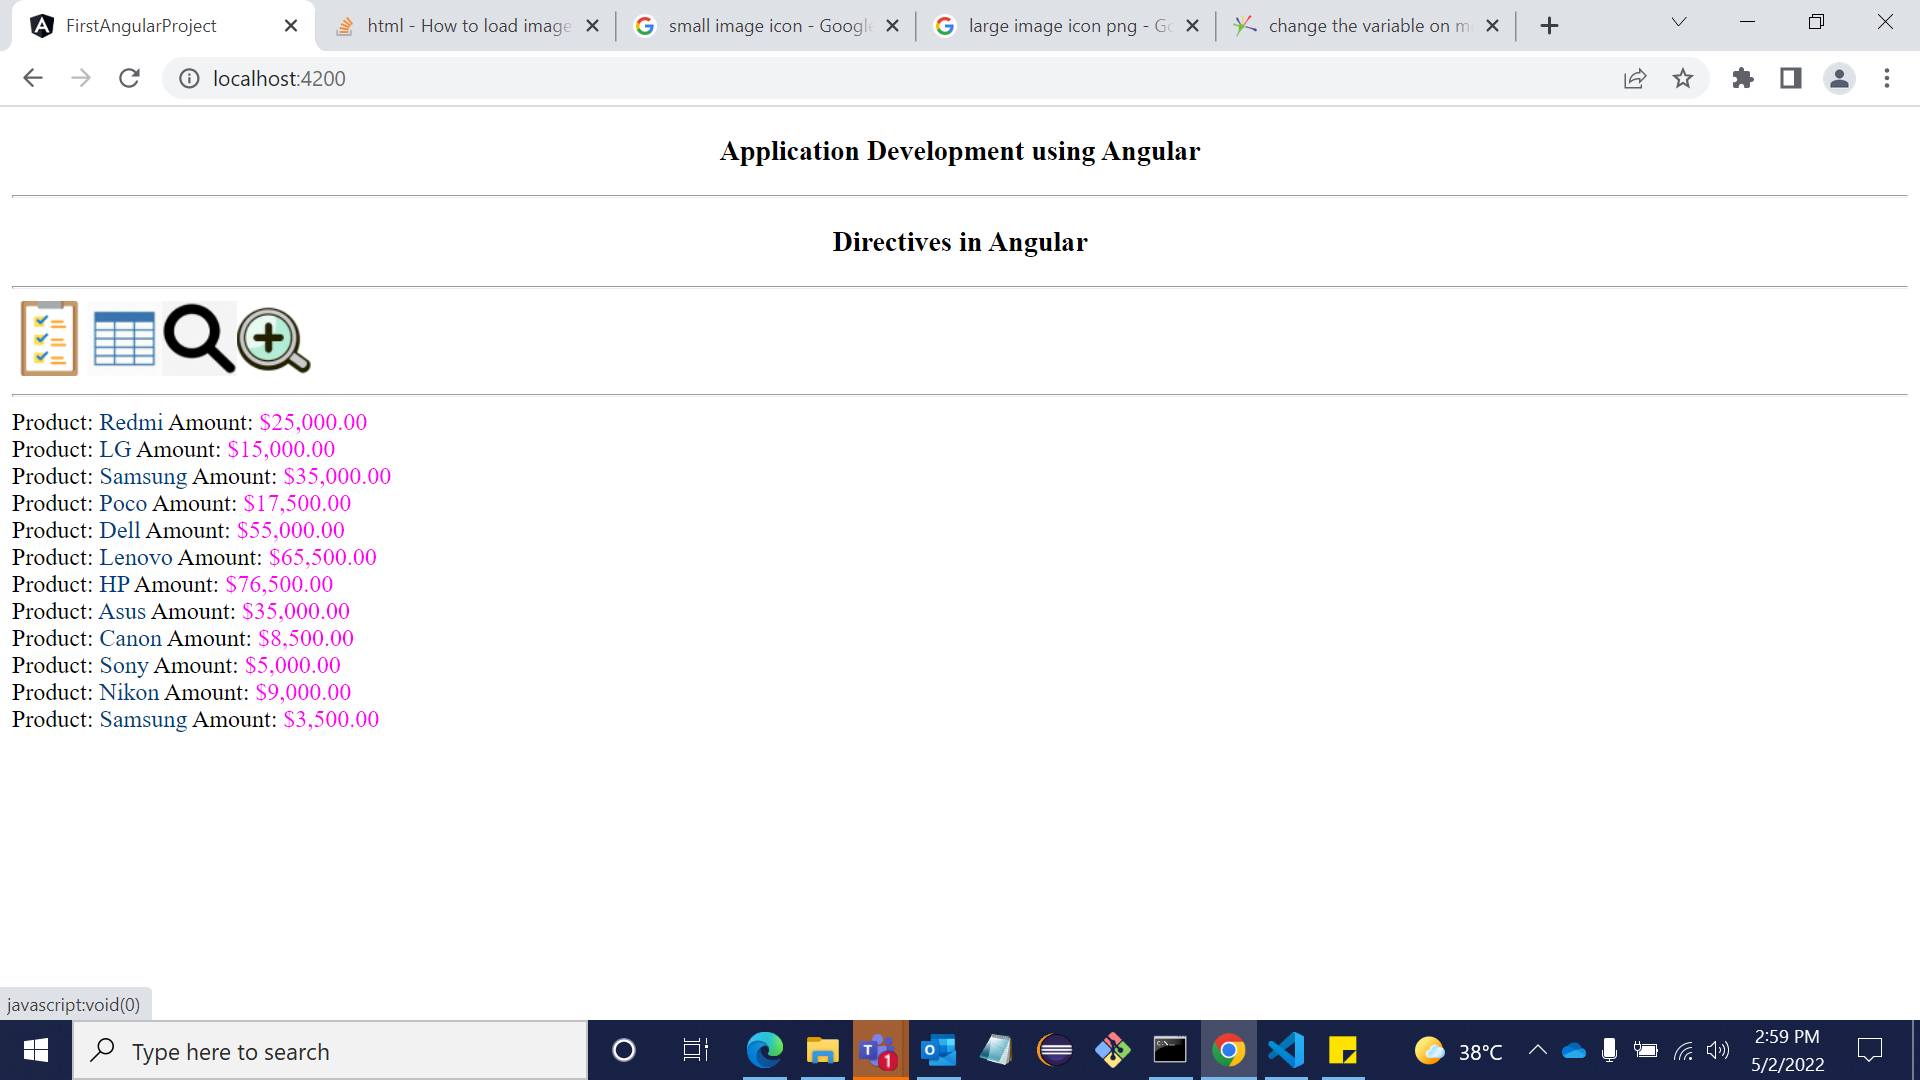 FirstAngularProject
html - How to load image
small image icon - Google
large image icon png - Go
change the variable on m
localhost:4200
Application Development using Angular
Directives in Angular
Product: Redmi Amount: $25,000.00
Product: LG Amount: $15,000.00
Product: Samsung Amount: $35,000.00
Product: Poco Amount: $17,500.00
Product: Dell Amount: $55,000.00
Product: Lenovo Amount: $65,500.00
Product: HP Amount: $76,500.00
Product: Asus Amount: $35,000.00
Product: Canon Amount: $8,500.00
Product: Sony Amount: $5,000.00
Product: Nikon Amount: $9,000.00
Product: Samsung Amount: $3,500.00
javascript:void(0)
Type here to search
1
38°C
2:59 PM
5/2/2022